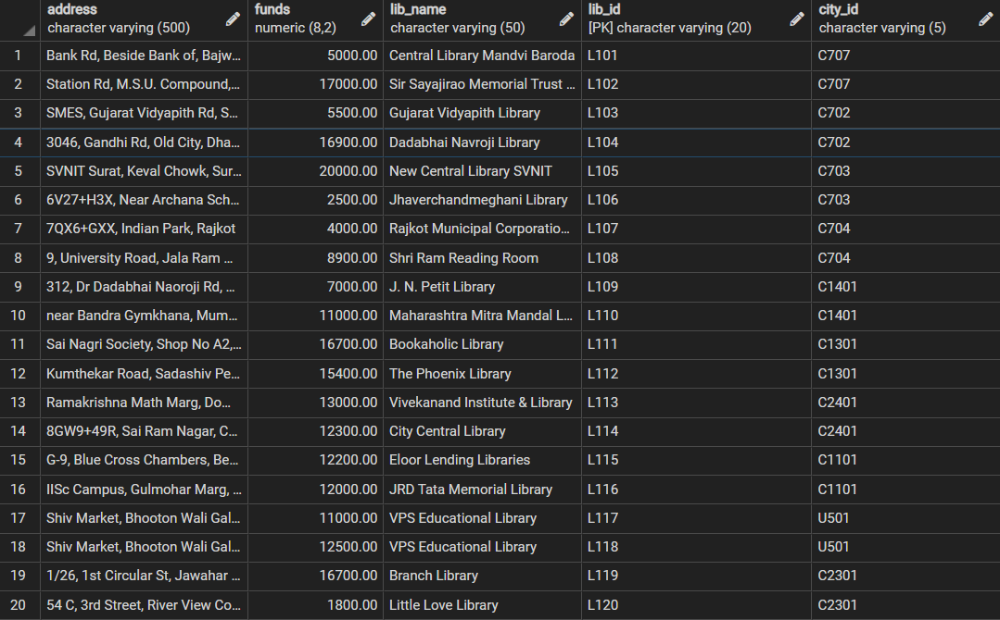 address funds lib_name lib_id city_id
character varying (500) numeric (8,2) character varying (50) [PK] character varying (20) character varying (5)
1 Bank Rd, Beside Bank of, Bajw... 5000.00 Central Library Mandvi Baroda L101 C707
2 Station Rd, M.S.U. Compound,... 17000.00 Sir Sayajirao Memorial Trust ... L102 C707
3 SMES, Gujarat Vidyapith Rd, S... 5500.00 Gujarat Vidyapith Library L103 C702
4 3046, Gandhi Rd, Old City, Dha... 16900.00 Dadabhai Navroji Library L104 C702
5 SVNIT Surat, Keval Chowk, Sur... 20000.00 New Central Library SVNIT L105 C703
6 6V27+H3X, Near Archana Sch... 2500.00 Jhaverchandmeghani Library L106 C703
7 7QX6+GXX, Indian Park, Rajkot 4000.00 Rajkot Municipal Corporatio... L107 C704
8 9, University Road, Jala Ram ... 8900.00 Shri Ram Reading Room L108 C704
9 312, Dr Dadabhai Naoroji Rd, ... 7000.00 J. N. Petit Library L109 C1401
10 near Bandra Gymkhana, Mum... 11000.00 Maharashtra Mitra Mandal L... L110 C1401
11 Sai Nagri Society, Shop No A2,... 16700.00 Bookaholic Library L111 C1301
12 Kumthekar Road, Sadashiv Pe... 15400.00 The Phoenix Library L112 C1301
13 Ramakrishna Math Marg, Do... 13000.00 Vivekanand Institute & Library L113 C2401
14 8GW9+49R, Sai Ram Nagar, C... 12300.00 City Central Library L114 C2401
15 G-9, Blue Cross Chambers, Be... 12200.00 Eloor Lending Libraries L115 C1101
16 IISc Campus, Gulmohar Marg, ... 12000.00 JRD Tata Memorial Library L116 C1101
17 Shiv Market, Bhooton Wali Gal... 11000.00 VPS Educational Library L117 U501
18 Shiv Market, Bhooton Wali Gal... 12500.00 VPS Educational Library L118 U501
19 1/26, 1st Circular St, Jawahar ... 16700.00 Branch Library L119 C2301
20 54 C, 3rd Street, River View Co... 1800.00 Little Love Library L120 C2301